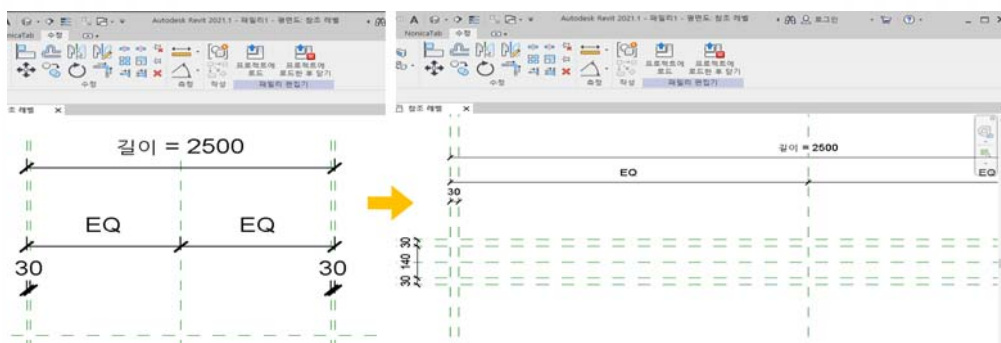 Autodesk Revit 2021.1 - 패밀리1 - 평면도: 참조 레벨
nicaTab 수정
프로젝트에 로드
프로젝트에 로드한 후 닫기
수정 측정 작성 패밀리 편집기
조 레벨 X
길이 = 2500
EQ EQ
30 30
Autodesk Revit 2021.1 - 패밀리1 - 평면도: 참조 레벨 로그인
NonicaTab 수정
프로젝트에 로드
프로젝트에 로드한 후 닫기
수정 측정 작성 패밀리 편집기
참조 레벨 X
길이 = 2500
EQ EQ
30
30
140
30